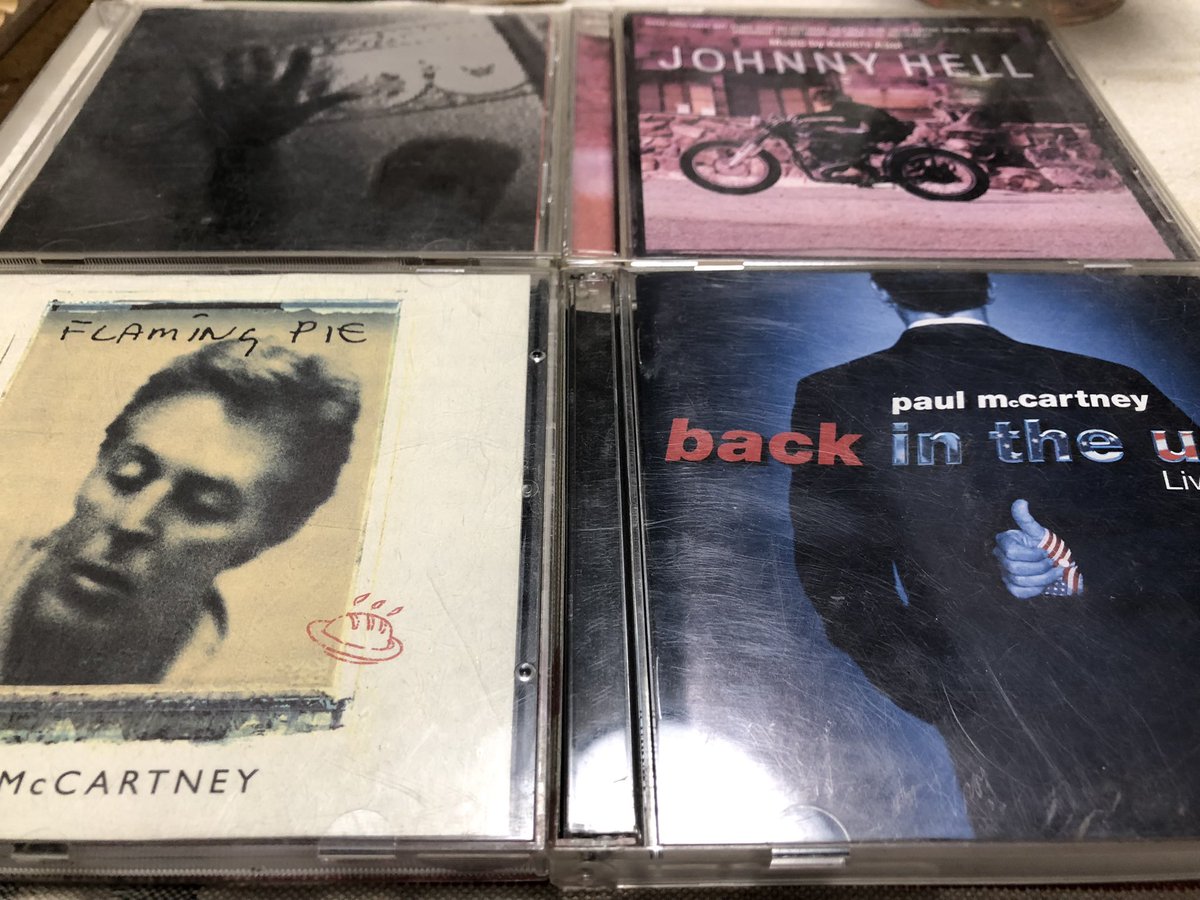 JOHNNY HELL
FLAMING PIE
McCARTNEY
paul mccartney
back in the u
Liv